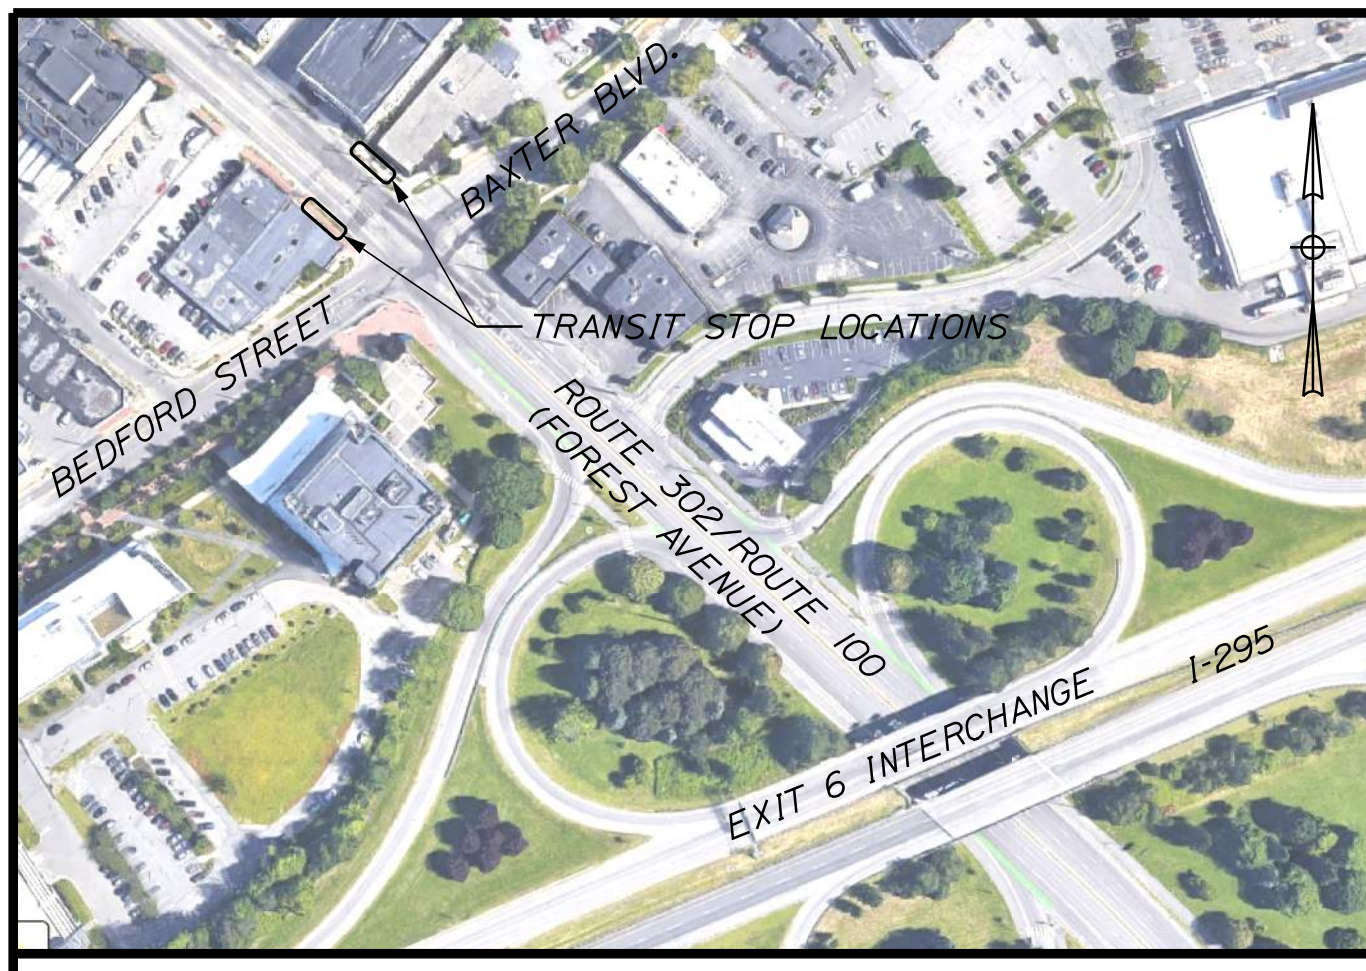 BAXTER BLVD.
TRANSIT STOP LOCATIONS
BEDFORD STREET
ROUTE 302/ROUTE 100
(FOREST AVENUE)
I-295
EXIT 6 INTERCHANGE